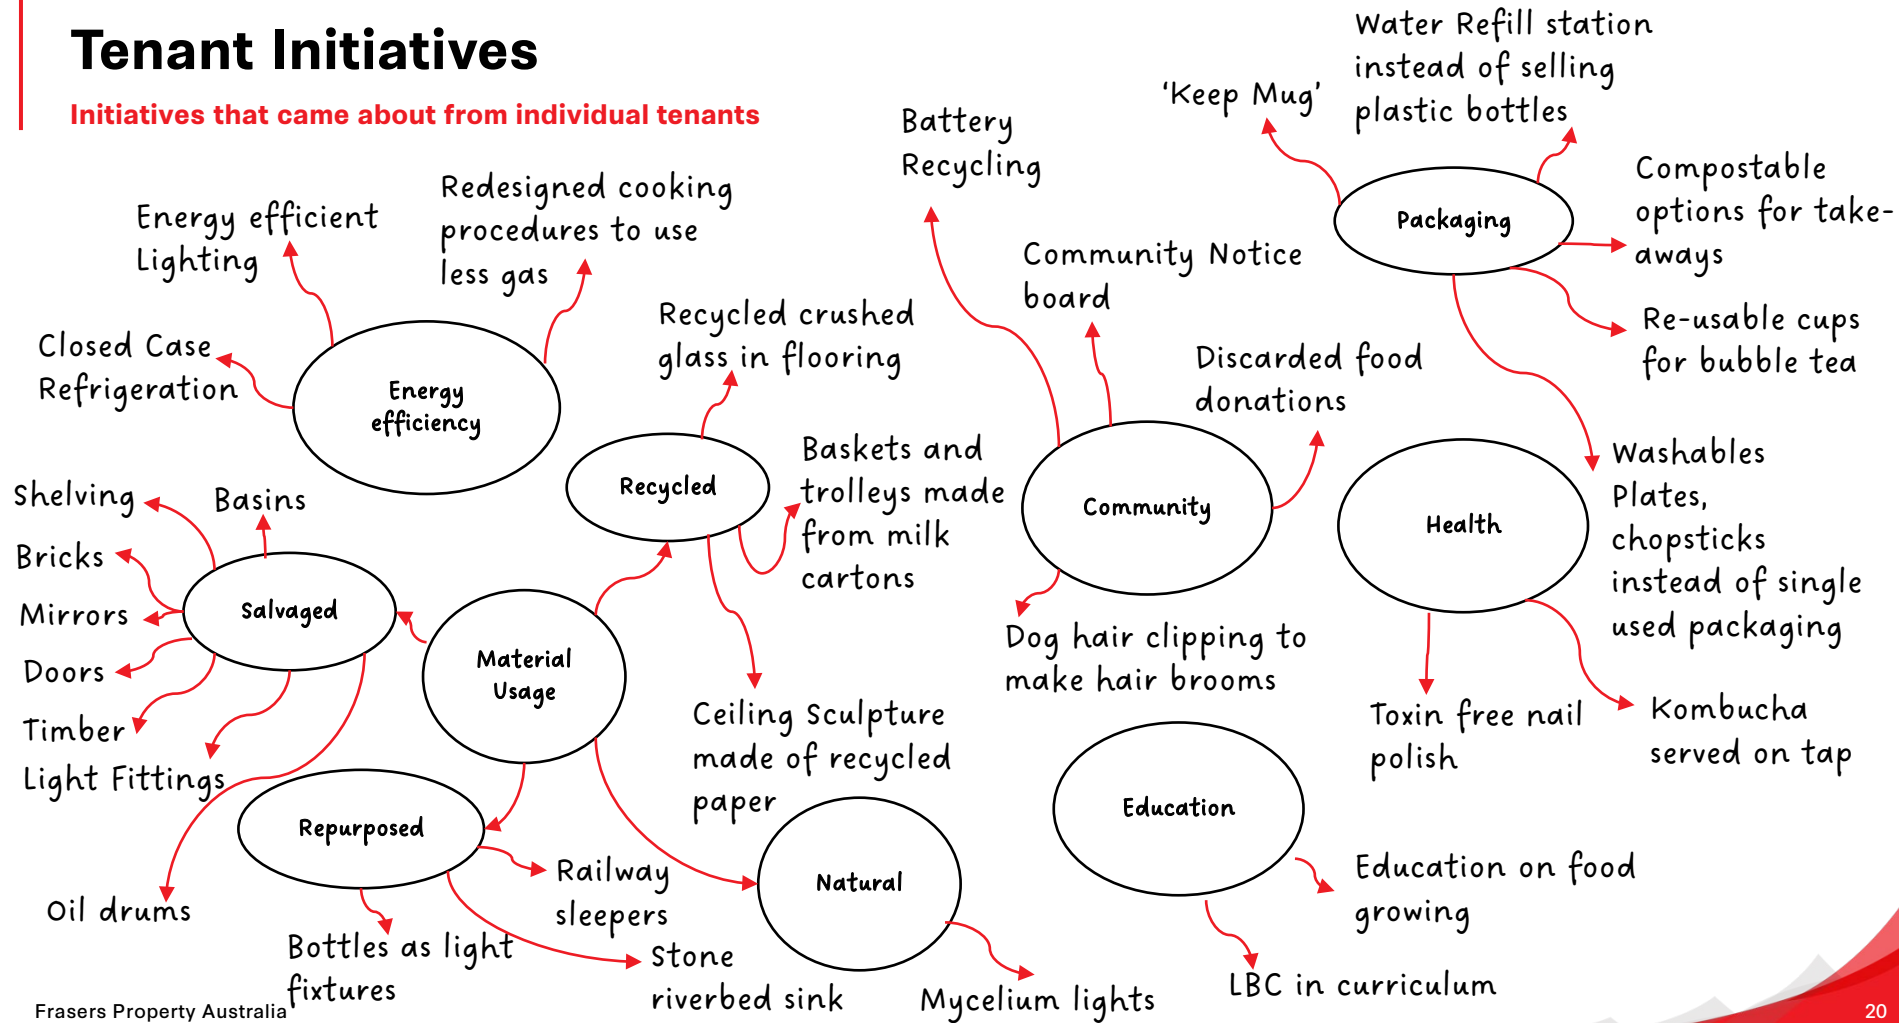 Tenant Initiatives
Initiatives that came about from individual tenants
Energy efficient
Lighting
Redesigned cooking
procedures to use
less gas
Closed Case
Refrigeration
Energy
efficiency
Recycled crushed
glass in flooring
Recycled
Baskets and
trolleys made
from milk
cartons
Ceiling Sculpture
made of recycled
paper
Shelving
Basins
Bricks
Mirrors
Doors
Timber
Light Fittings
Oil drums
Salvaged
Material
Usage
Repurposed
Railway
sleepers
Bottles as light
fixtures
Stone
riverbed sink
Natural
Mycelium lights
Battery
Recycling
Community Notice
board
Discarded food
donations
Community
Dog hair clipping to
make hair brooms
'Keep Mug'
Water Refill station
instead of selling
plastic bottles
Packaging
Compostable
options for take-
aways
Re-usable cups
for bubble tea
Washables
Plates,
chopsticks
instead of single
used packaging
Health
Toxin free nail
polish
Kombucha
served on tap
Education
Education on food
growing
LBC in curriculum
Frasers Property Australia
20